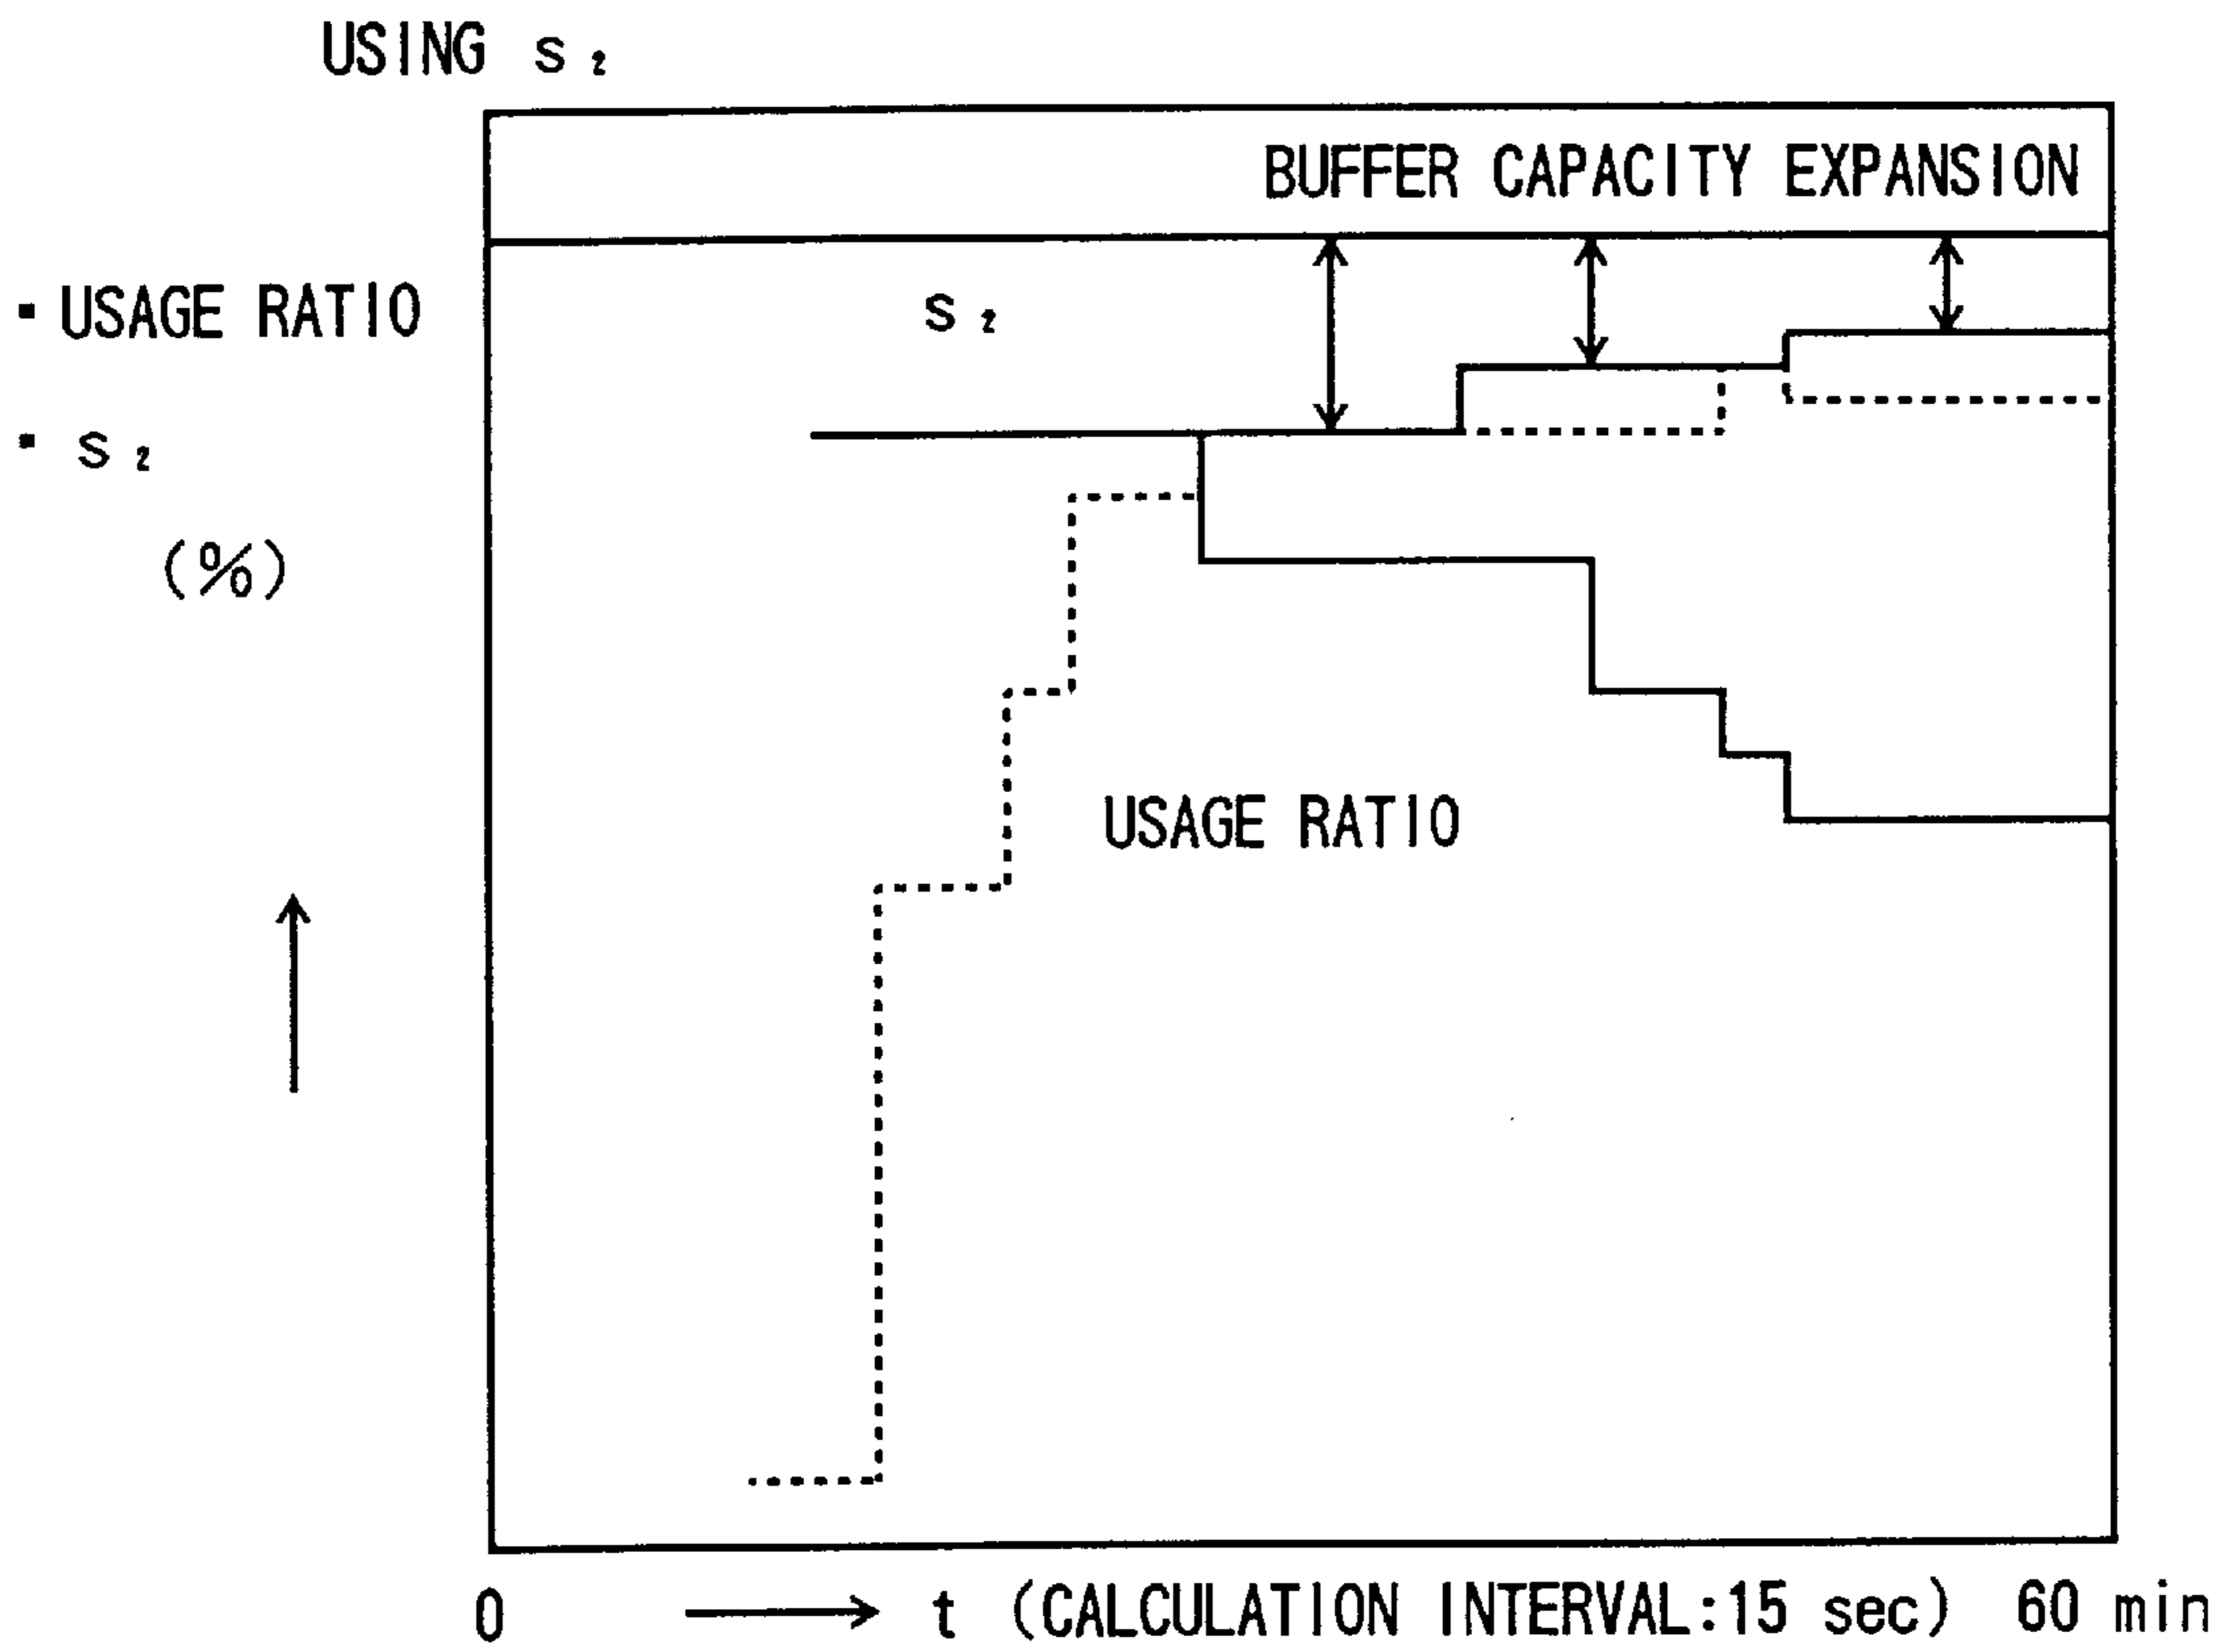 USING s₂
BUFFER CAPACITY EXPANSION
▪ USAGE RATIO
s₂
▪ s₂
(%)
USAGE RATIO
0 → t (CALCULATION INTERVAL:15 sec) 60 min